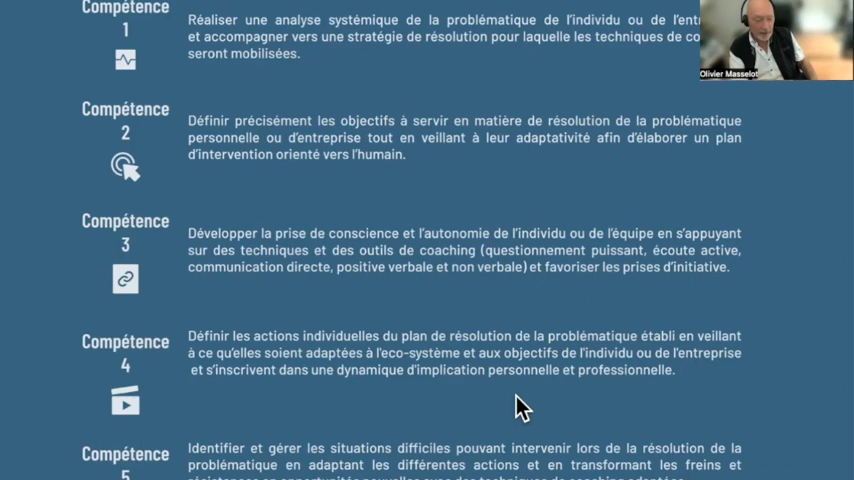 Compétence
1
Réaliser une analyse systémique de la problématique de l'individu ou de
et accompagner vers une stratégie de résolution pour laquelle les techniques de
seront mobilisées.
Olivier Masselot
Compétence
2
Définir précisément les objectifs à servir en matière de résolution de la problématique
personnelle ou d'entreprise tout en veillant à leur adaptativité afin d'élaborer un plan
d'intervention orienté vers l'humain.
Compétence
3
Développer la prise de conscience et l'autonomie de l'individu ou de l'équipe en s'appuyant
sur des techniques et des outils de coaching (questionnement puissant, écoute active,
communication directe, positive verbale et non verbale) et favoriser les prises d'initiative.
Compétence
4
Définir les actions individuelles du plan de résolution de la problématique établi en veillant
à ce qu'elles soient adaptées à l'eco-système et aux objectifs de l'individu ou de l'entreprise
et s'inscrivent dans une dynamique d'implication personnelle et professionnelle.
Compétence
5
Identifier et gérer les situations difficiles pouvant intervenir lors de la résolution de la
problématique en adaptant les différentes actions et en transformant les freins et